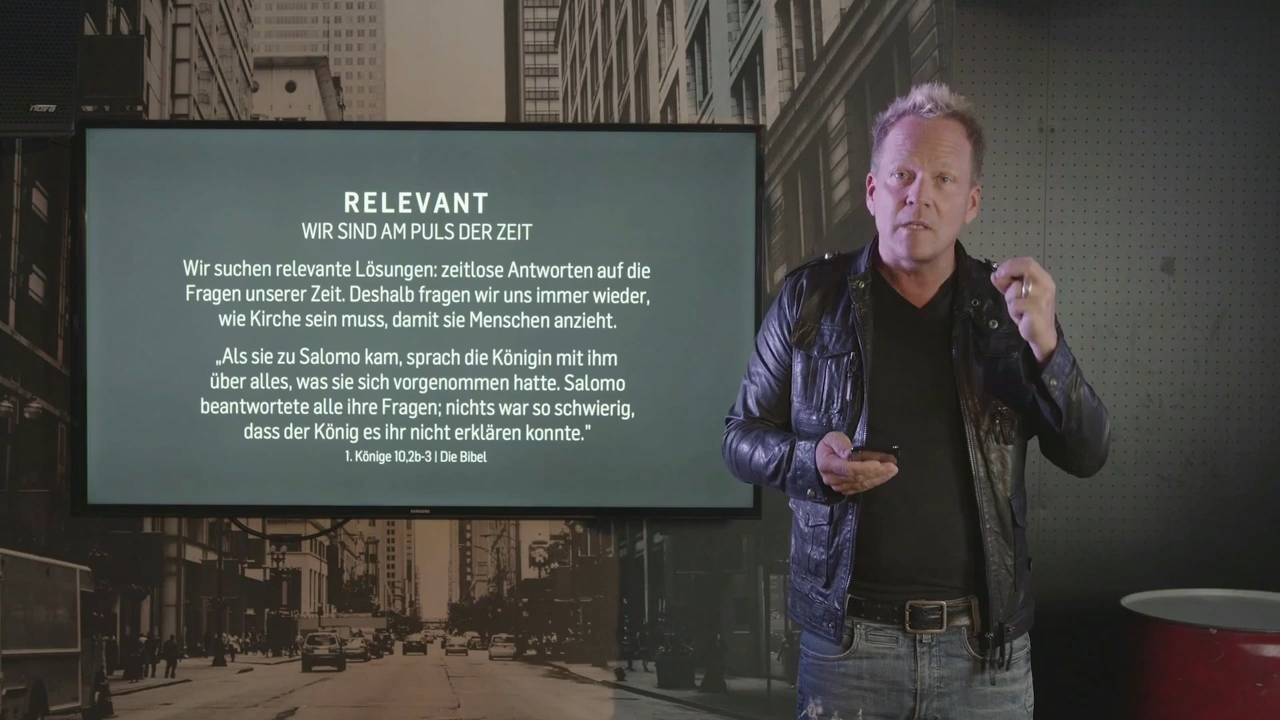 RELEVANT
WIR SIND AM PULS DER ZEIT
Wir suchen relevante Lösungen: zeitlose Antworten auf die
Fragen unserer Zeit. Deshalb fragen wir uns immer wieder,
wie Kirche sein muss, damit sie Menschen anzieht.
„Als sie zu Salomo kam, sprach die Königin mit ihm
über alles, was sie sich vorgenommen hatte. Salomo
beantwortete alle ihre Fragen; nichts war so schwierig,
dass der König es ihr nicht erklären konnte.”
1. Könige 10,2b-3 | Die Bibel
SAMSUNG